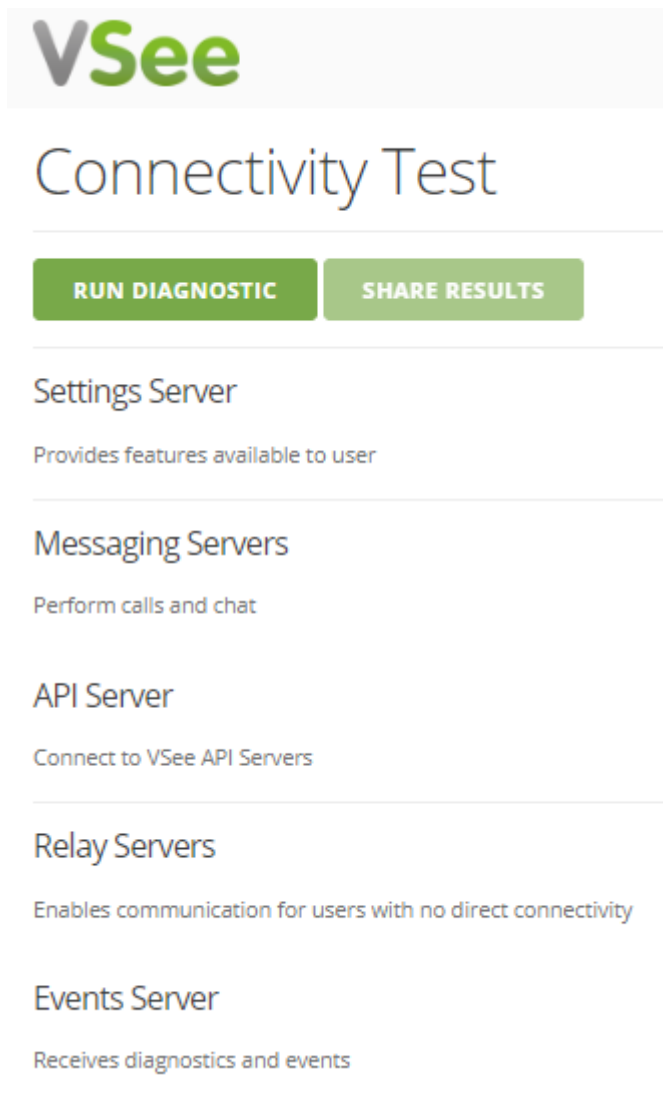 VSee
Connectivity Test
RUN DIAGNOSTIC SHARE RESULTS
Settings Server
Provides features available to user
Messaging Servers
Perform calls and chat
API Server
Connect to VSee API Servers
Relay Servers
Enables communication for users with no direct connectivity
Events Server
Receives diagnostics and events